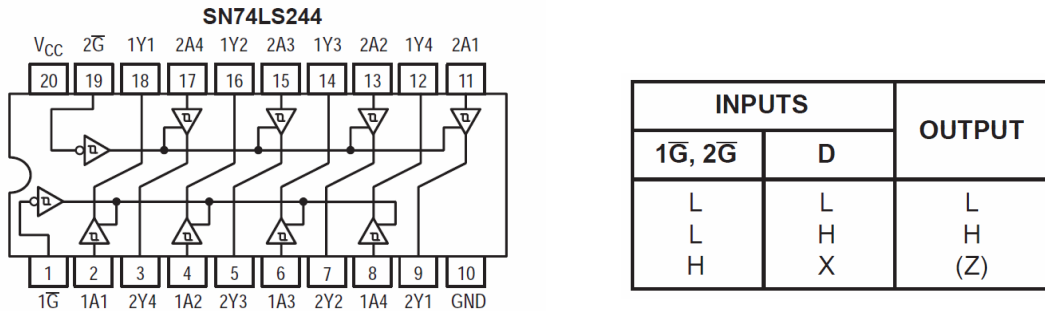 SN74LS244
V_CC 2G̅ 1Y1 2A4 1Y2 2A3 1Y3 2A2 1Y4 2A1
20 19 18 17 16 15 14 13 12 11
1 2 3 4 5 6 7 8 9 10
1G̅ 1A1 2Y4 1A2 2Y3 1A3 2Y2 1A4 2Y1 GND
INPUTS OUTPUT
1G̅, 2G̅ D
L L L
L H H
H X (Z)